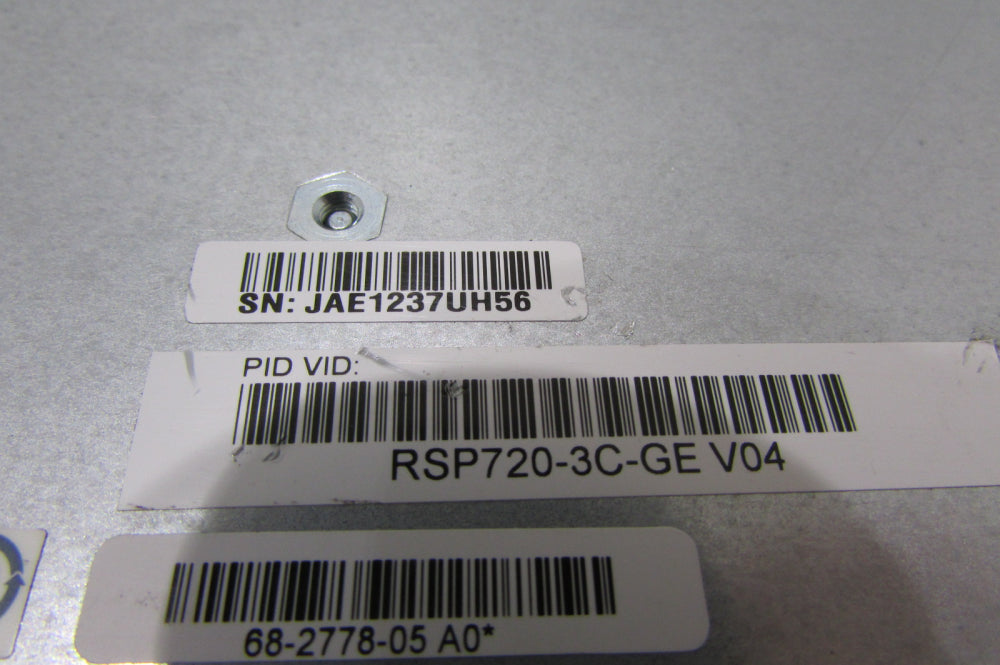 SN: JAE1237UH56
PID VID:
RSP720-3C-GE V04
68-2778-05 A0*